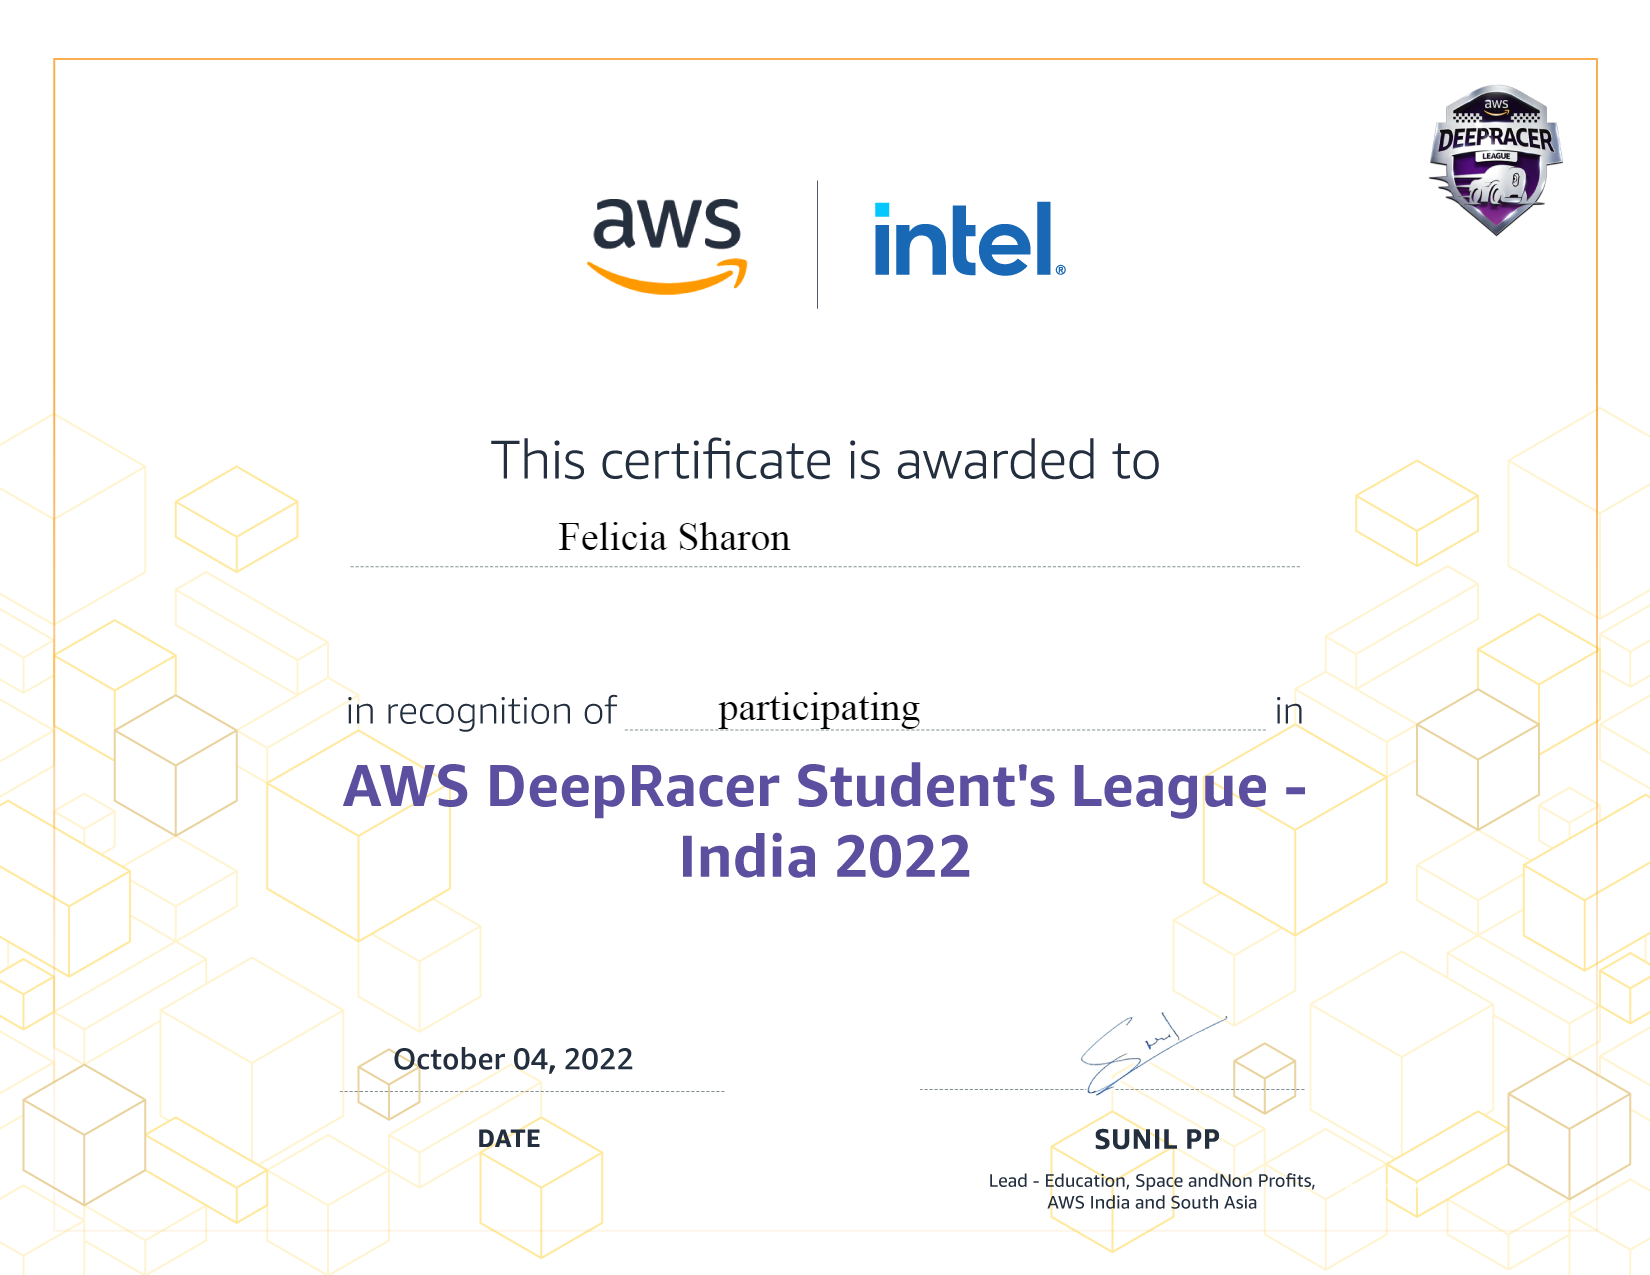 aws
DEEPRACER
LEAGUE
aws
intel®
This certificate is awarded to
Felicia Sharon
in recognition of participating in
AWS DeepRacer Student's League -
India 2022
October 04, 2022
DATE
SUNIL PP
Lead - Education, Space andNon Profits,
AWS India and South Asia